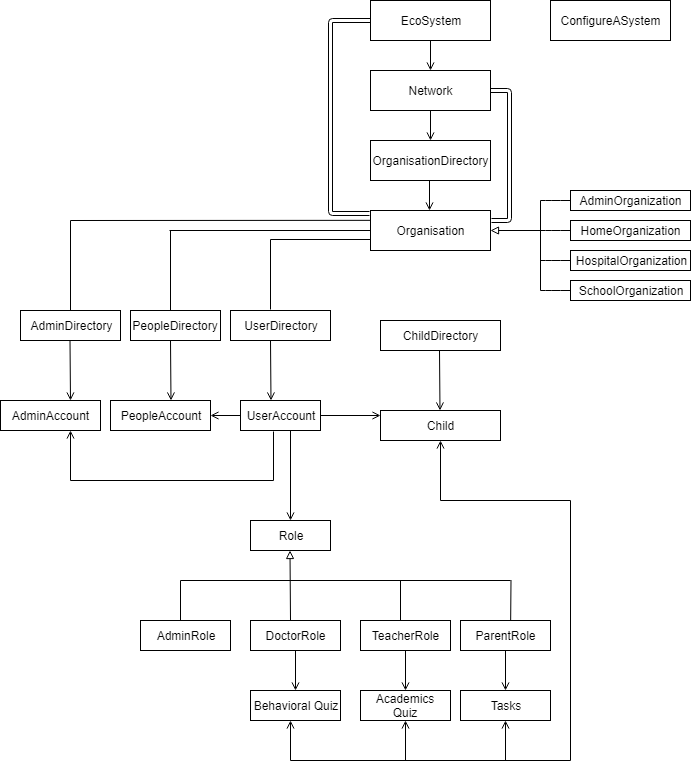 EcoSystem
ConfigureASystem
Network
OrganisationDirectory
AdminOrganization
Organisation
HomeOrganization
HospitalOrganization
SchoolOrganization
AdminDirectory
PeopleDirectory
UserDirectory
ChildDirectory
AdminAccount
PeopleAccount
UserAccount
Child
Role
AdminRole
DoctorRole
TeacherRole
ParentRole
Behavioral Quiz
Academics
Quiz
Tasks